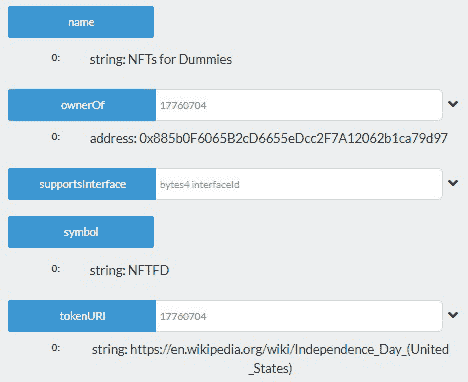 name
0: string: NFTs for Dummies
ownerOf 17760704
0: address: 0x885b0F6065B2cD6655eDcc2F7A12062b1ca79d97
supportsInterface bytes4 interfaceId
symbol
0: string: NFTFD
tokenURI 17760704
0: string: https://en.wikipedia.org/wiki/Independence_Day_(United
_States)